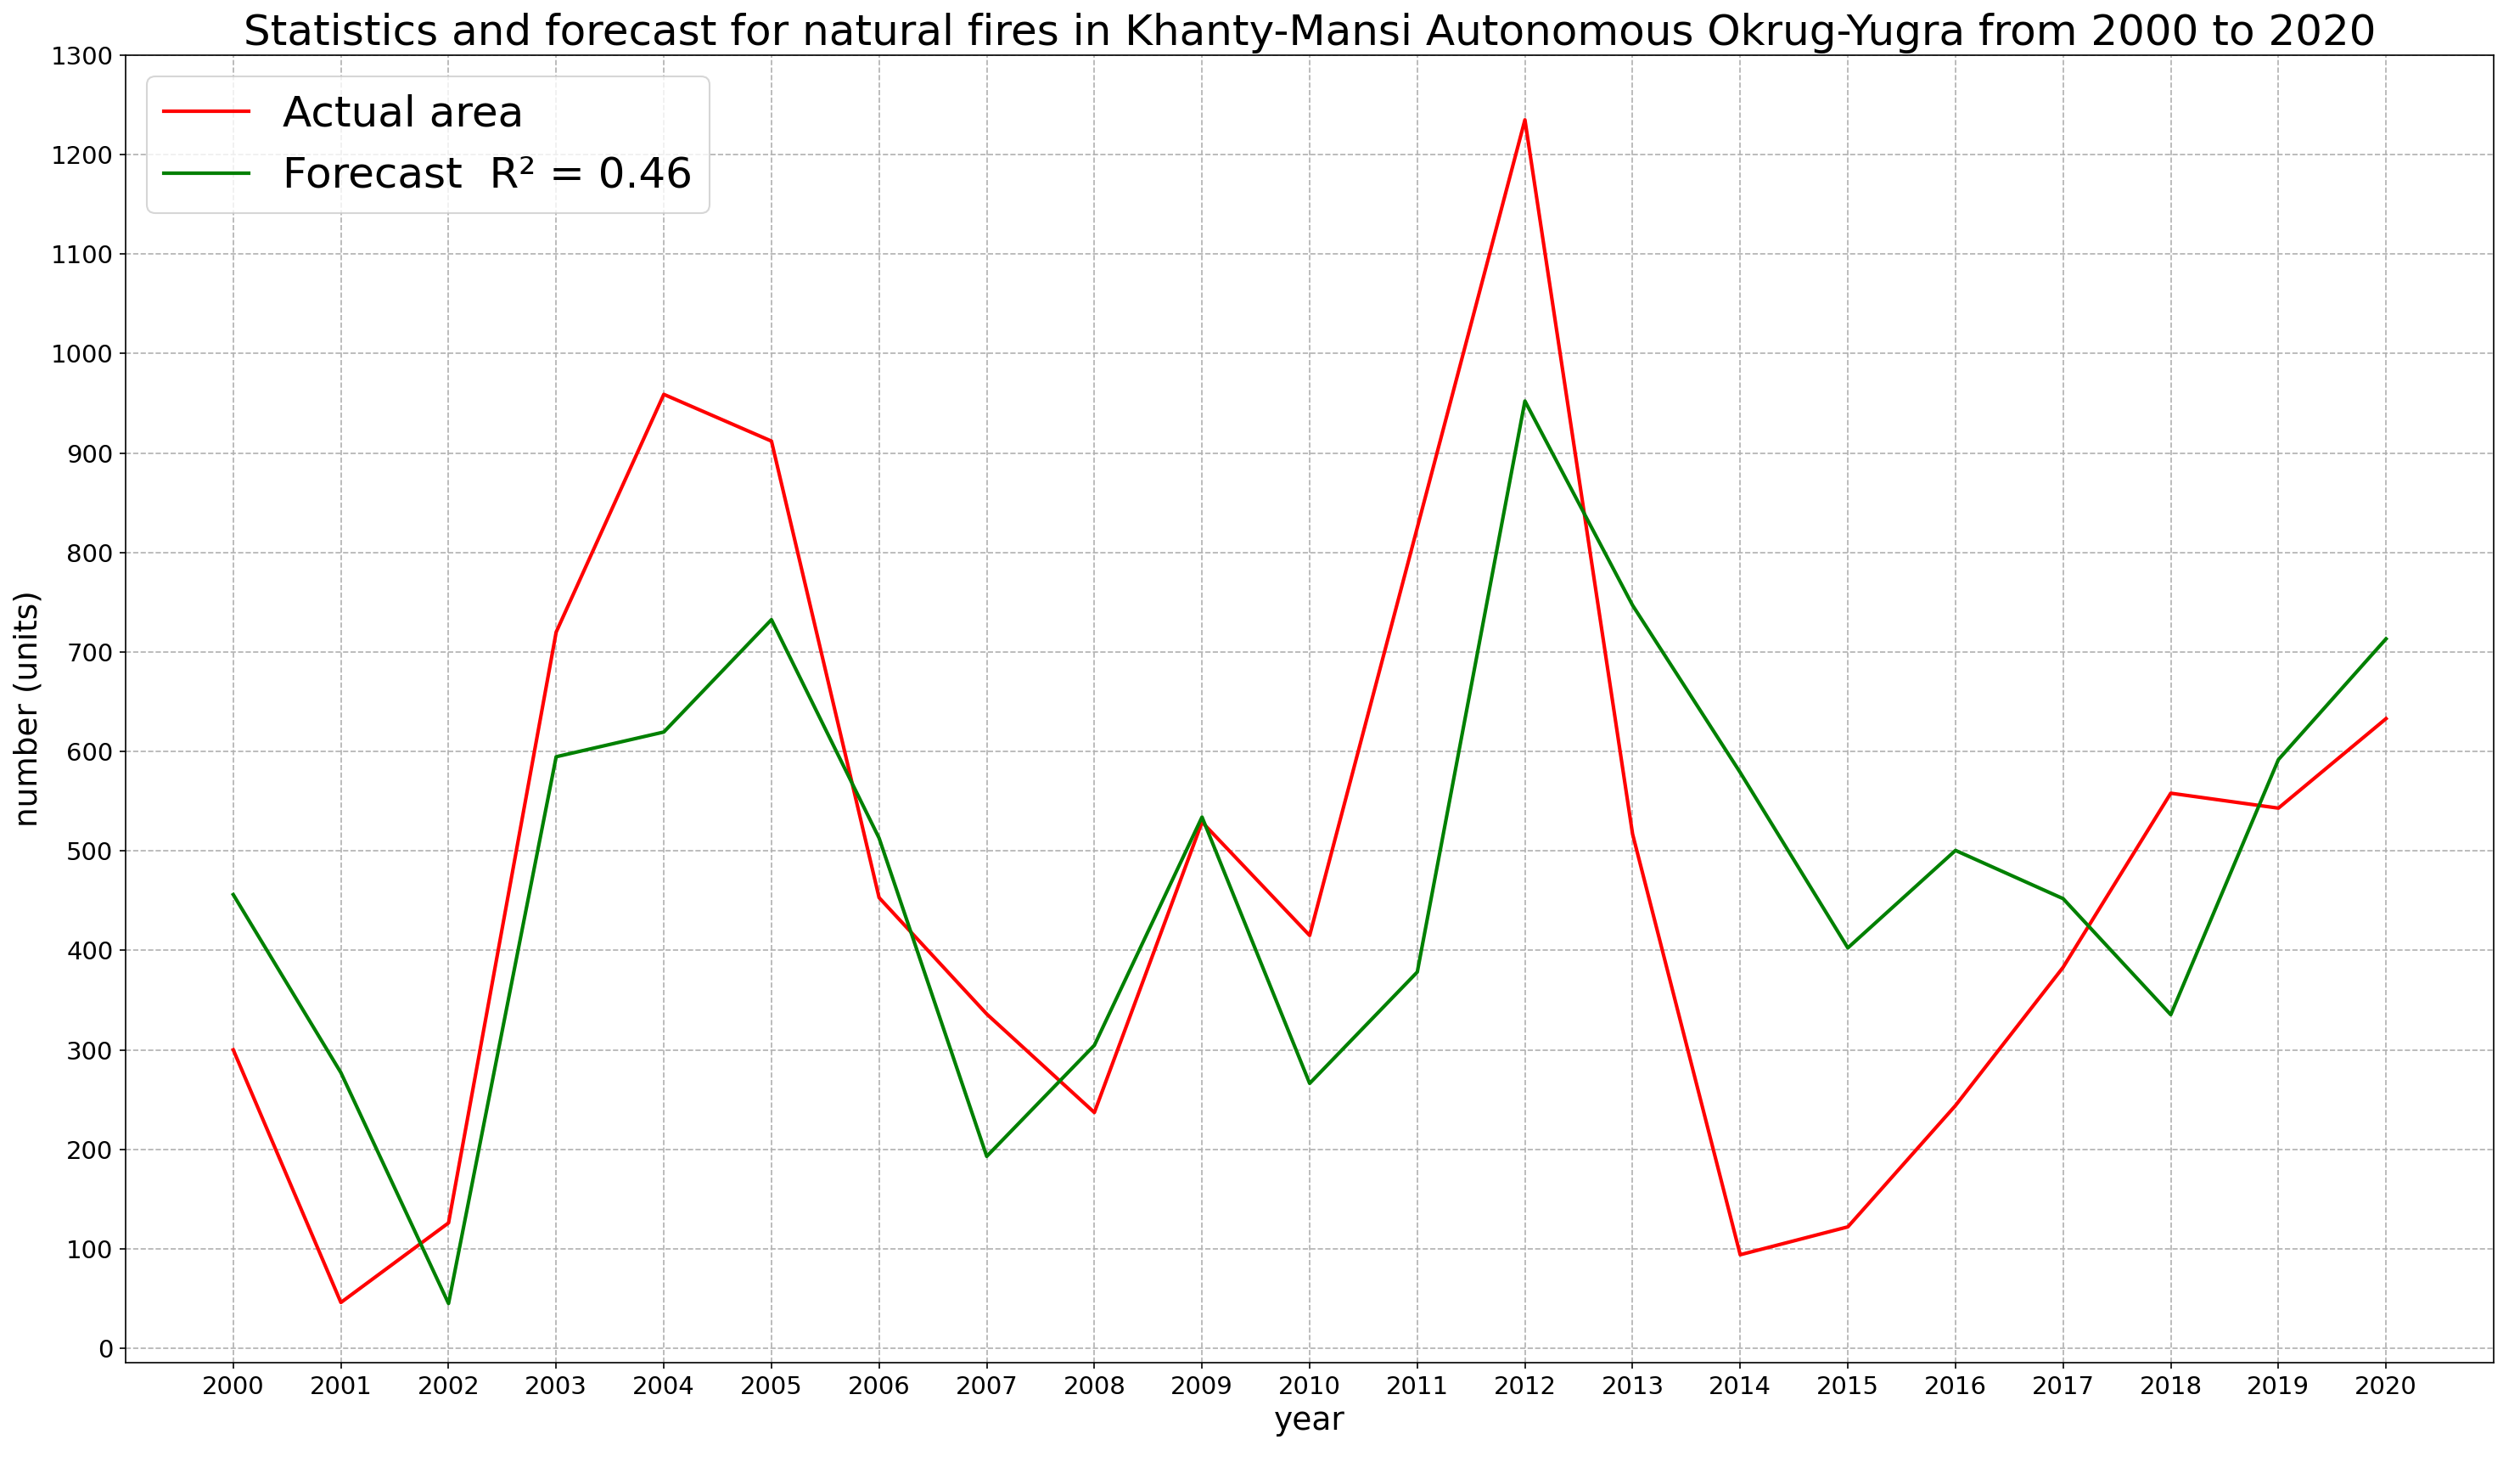 Statistics and forecast for natural fires in Khanty-Mansi Autonomous Okrug-Yugra from 2000 to 2020
Actual area
Forecast  R² = 0.46
1300
1200
1100
1000
900
800
700
600
500
400
300
200
100
0
number (units)
2000 2001 2002 2003 2004 2005 2006 2007 2008 2009 2010 2011 2012 2013 2014 2015 2016 2017 2018 2019 2020
year